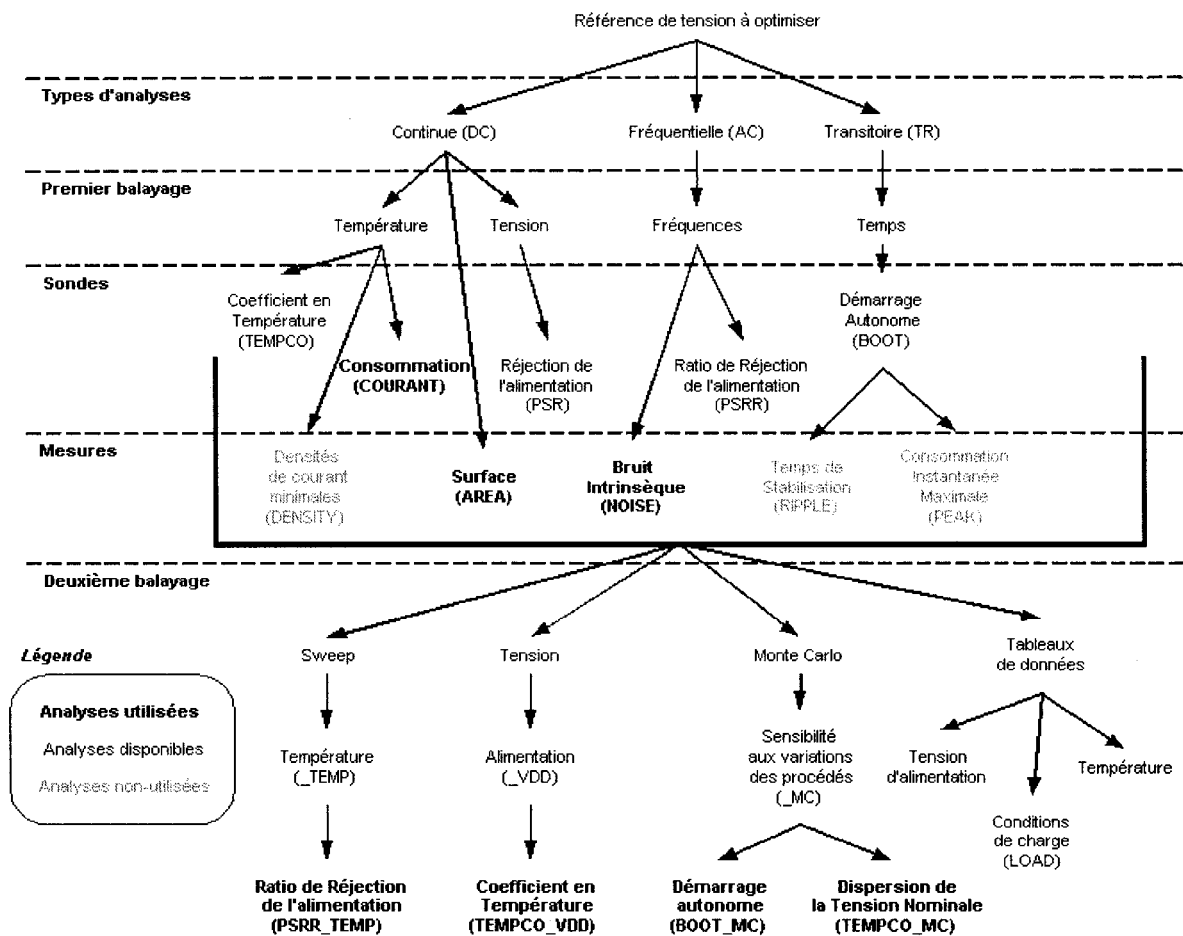 Référence de tension à optimiser
Types d'analyses
Continue (DC)
Fréquentielle (AC)
Transitoire (TR)
Premier balayage
Température
Tension
Fréquences
Temps
Sondes
Coefficient en
Température
(TEMPCO)
Consommation
(COURANT)
Réjection de
l'alimentation
(PSR)
Ratio de Réjection
de l'alimentation
(PSRR)
Démarrage
Autonome
(BOOT)
Mesures
Densités
de courant
minimales
(DENSITY)
Surface
(AREA)
Bruit
Intrinsèque
(NOISE)
Temps de
Stabilisation
(RIPPLE)
Consommation
Instantanée
Maximale
(PEAK)
Deuxième balayage
Sweep
Tension
Monte Carlo
Tableaux
de données
Légende
Analyses utilisées
Analyses disponibles
Analyses non-utilisées
Température
(_TEMP)
Alimentation
(_VDD)
Sensibilité
aux variations
des procédés
(_MC)
Tension
d'alimentation
Conditions
de charge
(LOAD)
Température
Ratio de Réjection
de l'alimentation
(PSRR_TEMP)
Coefficient en
Température
(TEMPCO_VDD)
Démarrage
autonome
(BOOT_MC)
Dispersion de
la Tension Nominale
(TEMPCO_MC)